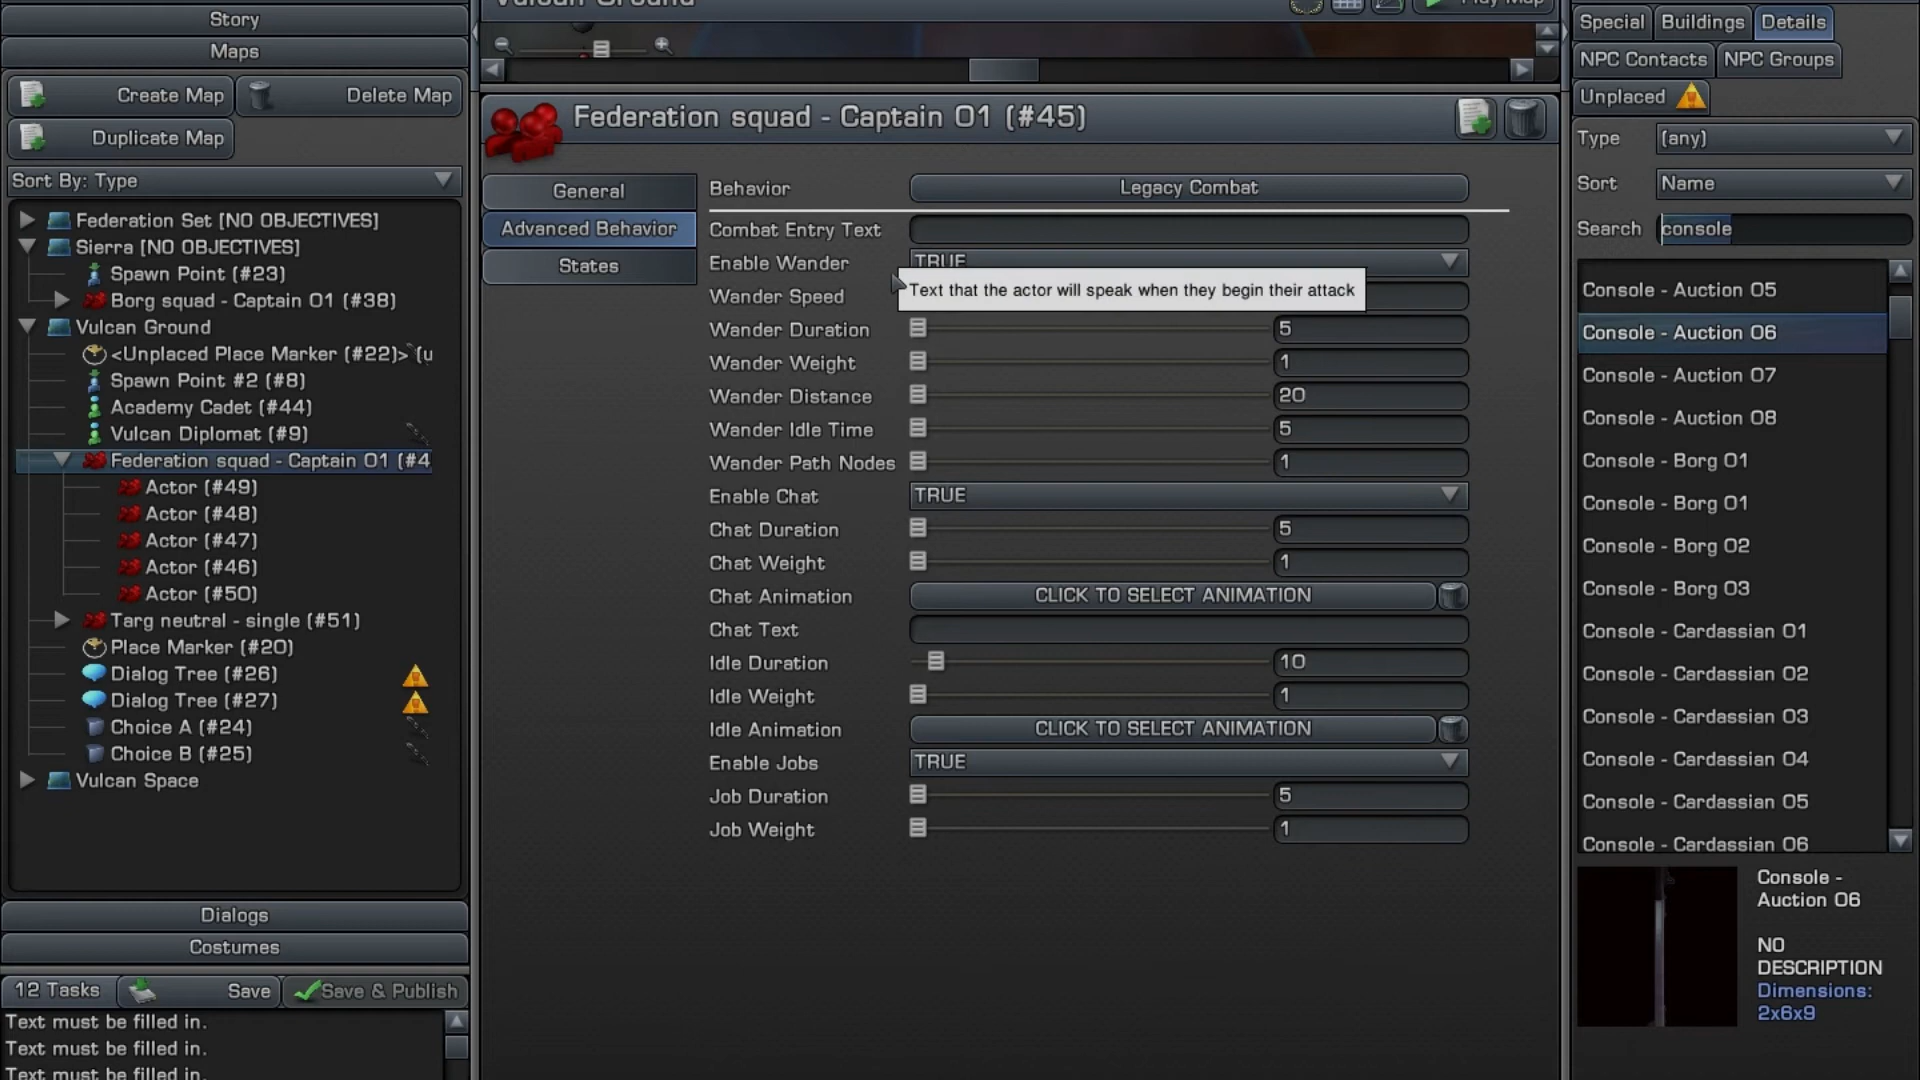 Story
Maps
Create Map
Delete Map
Duplicate Map
Sort By: Type
Federation Set [NO OBJECTIVES]
Sierra [NO OBJECTIVES]
Spawn Point (#23)
Borg squad - Captain 01 (#38)
Vulcan Ground
<Unplaced Place Marker (#22)> (u
Spawn Point #2 (#8)
Academy Cadet (#44)
Vulcan Diplomat (#9)
Federation squad - Captain 01 (#4
Actor (#49)
Actor (#48)
Actor (#47)
Actor (#46)
Actor (#50)
Targ neutral - single (#51)
Place Marker (#20)
Dialog Tree (#26)
Dialog Tree (#27)
Choice A (#24)
Choice B (#25)
Vulcan Space
Dialogs
Costumes
12 Tasks
Save
Save & Publish
Text must be filled in.
Text must be filled in.
Text must be filled in.
Vulcan Ground
Play Map
Federation squad - Captain 01 (#45)
General
Advanced Behavior
States
Behavior
Legacy Combat
Combat Entry Text
Enable Wander
TRUE
Text that the actor will speak when they begin their attack
Wander Speed
Wander Duration
5
Wander Weight
1
Wander Distance
20
Wander Idle Time
5
Wander Path Nodes
1
Enable Chat
TRUE
Chat Duration
5
Chat Weight
1
Chat Animation
CLICK TO SELECT ANIMATION
Chat Text
Idle Duration
10
Idle Weight
1
Idle Animation
CLICK TO SELECT ANIMATION
Enable Jobs
TRUE
Job Duration
5
Job Weight
1
Special
Buildings
Details
NPC Contacts
NPC Groups
Unplaced
Type
(any)
Sort
Name
Search
console
Console - Auction 05
Console - Auction 06
Console - Auction 07
Console - Auction 08
Console - Borg 01
Console - Borg 01
Console - Borg 02
Console - Borg 03
Console - Cardassian 01
Console - Cardassian 02
Console - Cardassian 03
Console - Cardassian 04
Console - Cardassian 05
Console - Cardassian 06
Console -
Auction 06
NO
DESCRIPTION
Dimensions:
2x6x9